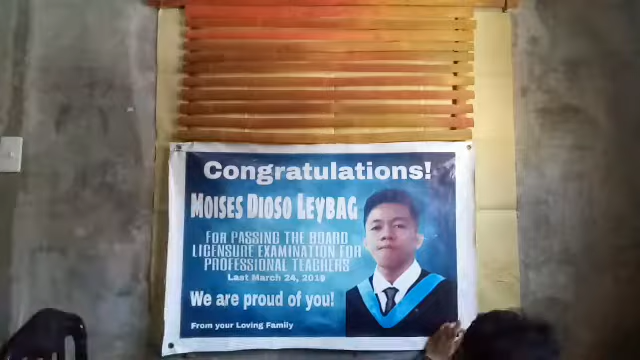 Congratulations!
MOISES DIOSO LEYBAG
FOR PASSING THE BOARD
LICENSURE EXAMINATION FOR
PROFESSIONAL TEACHERS
Last March 24, 2019
We are proud of you!
From your Loving Family